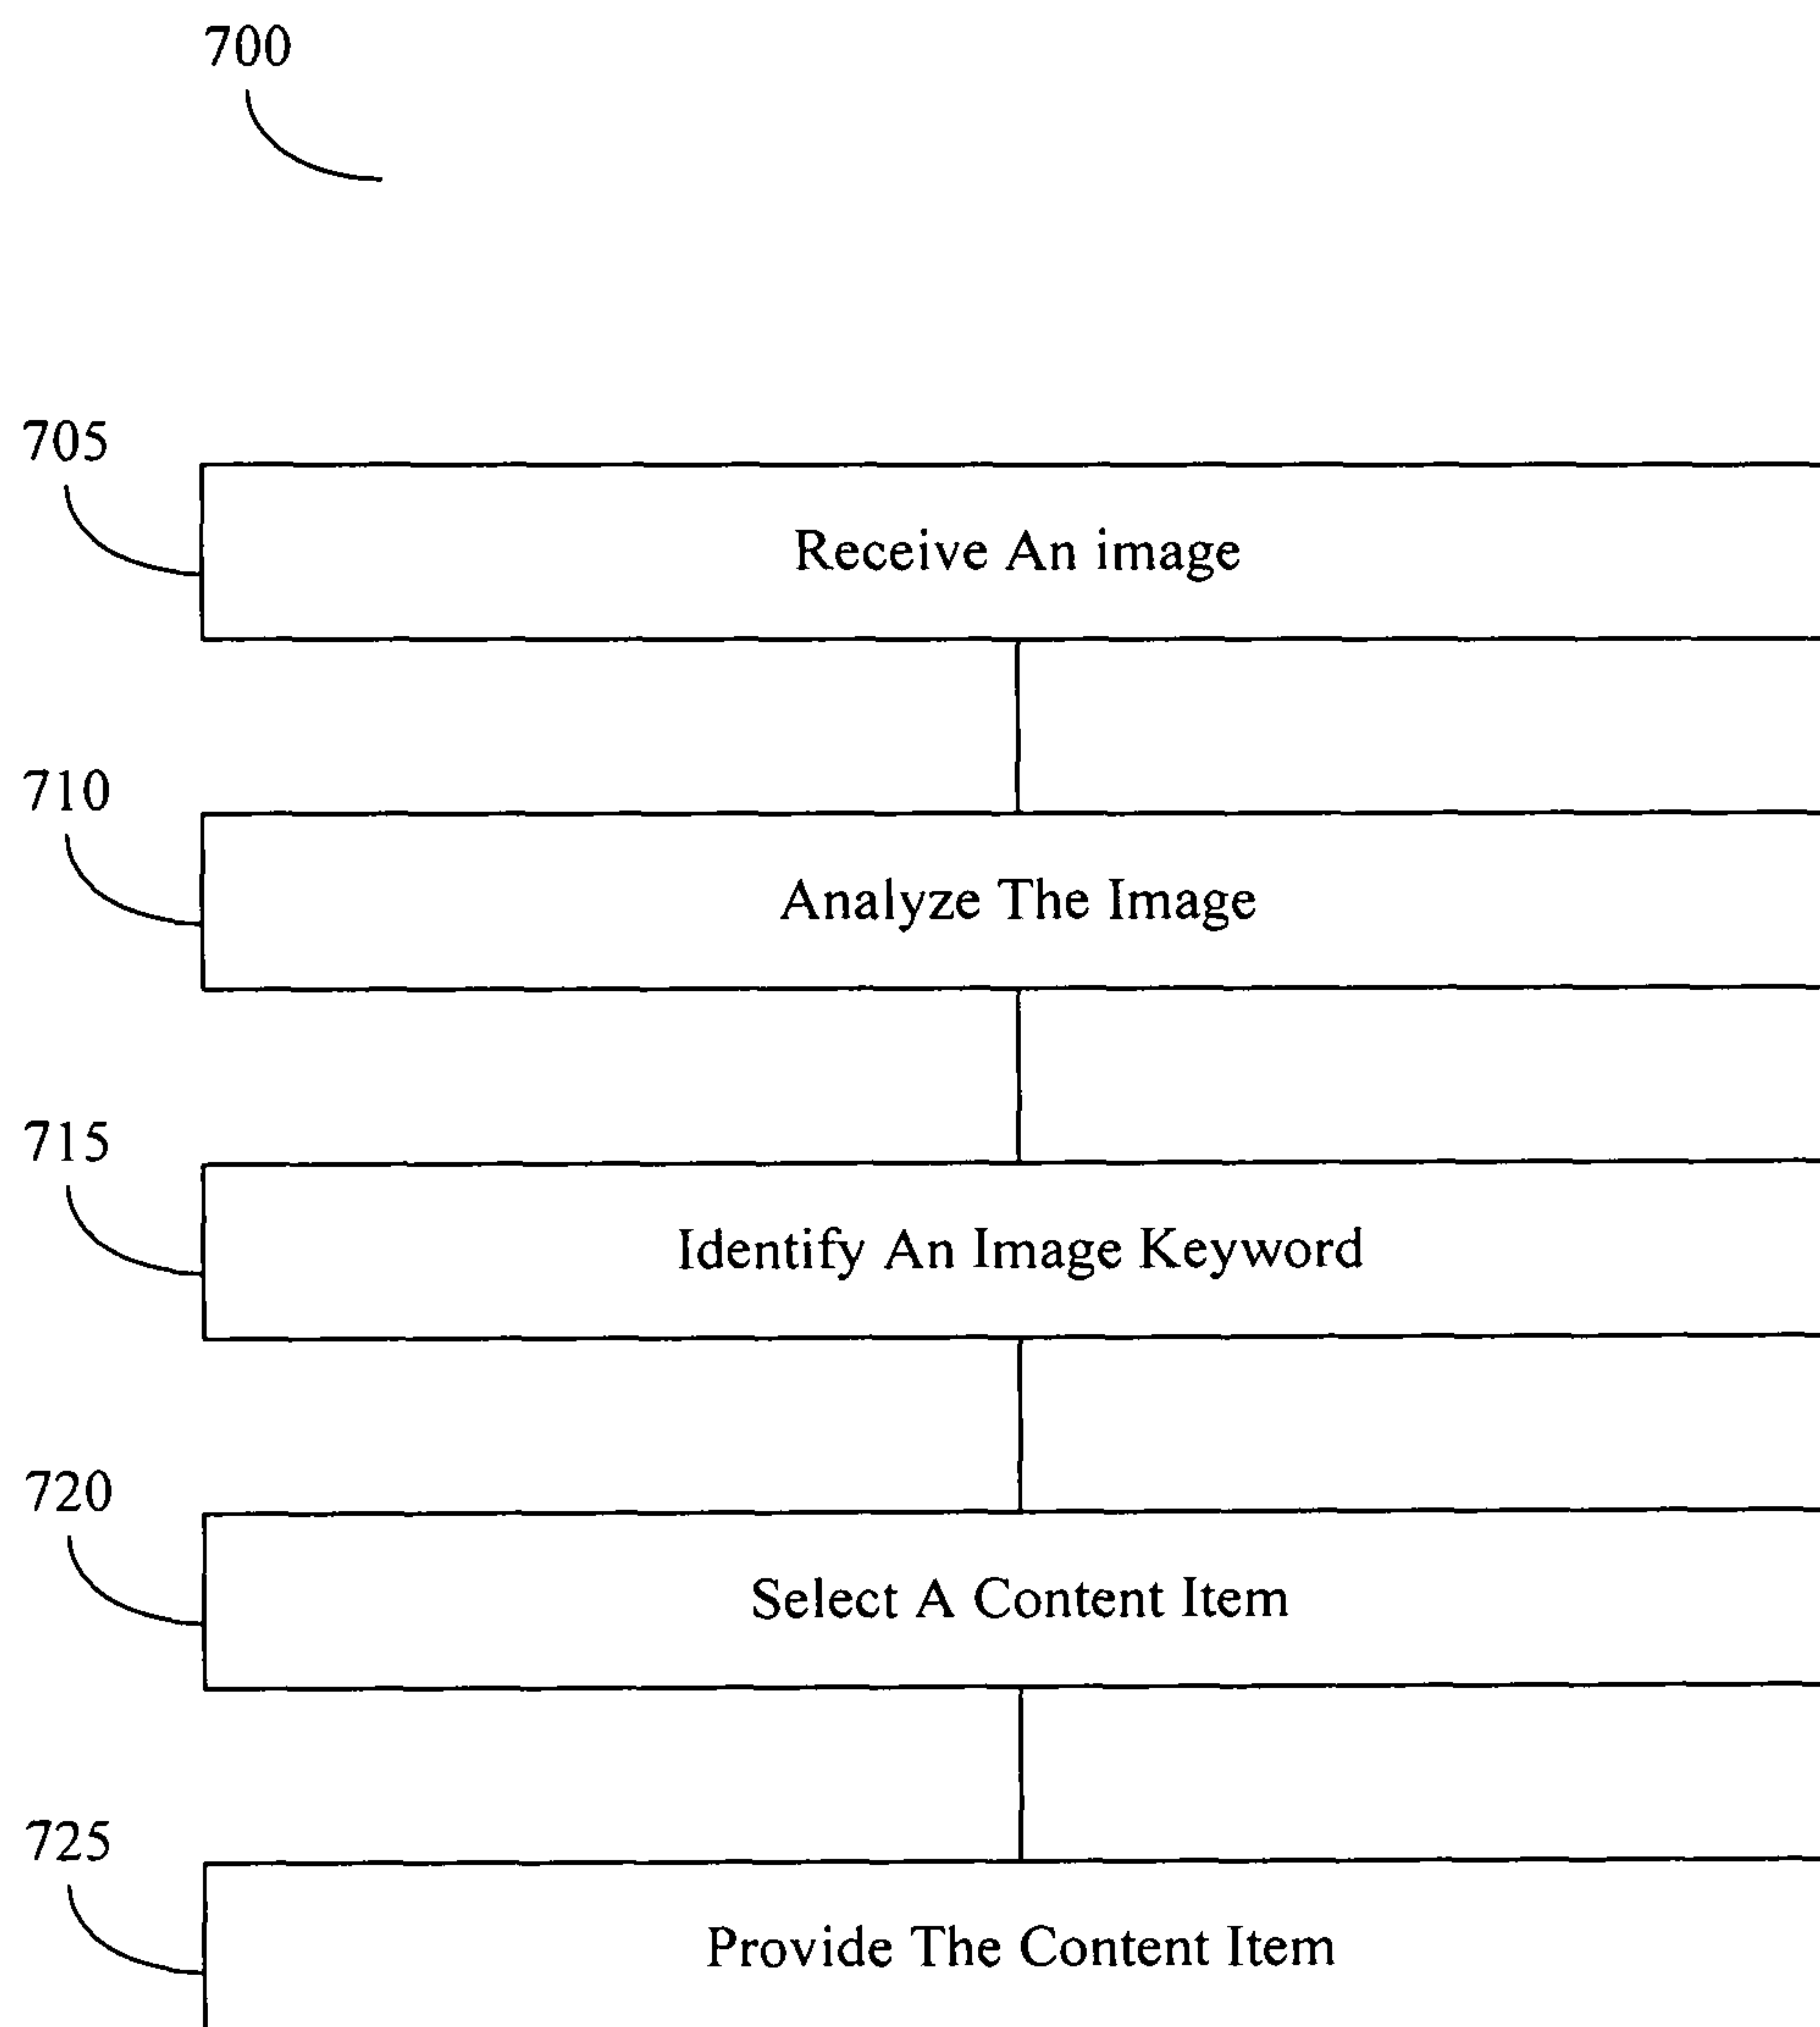 700
705
Receive An image
710
Analyze The Image
715
Identify An Image Keyword
720
Select A Content Item
725
Provide The Content Item